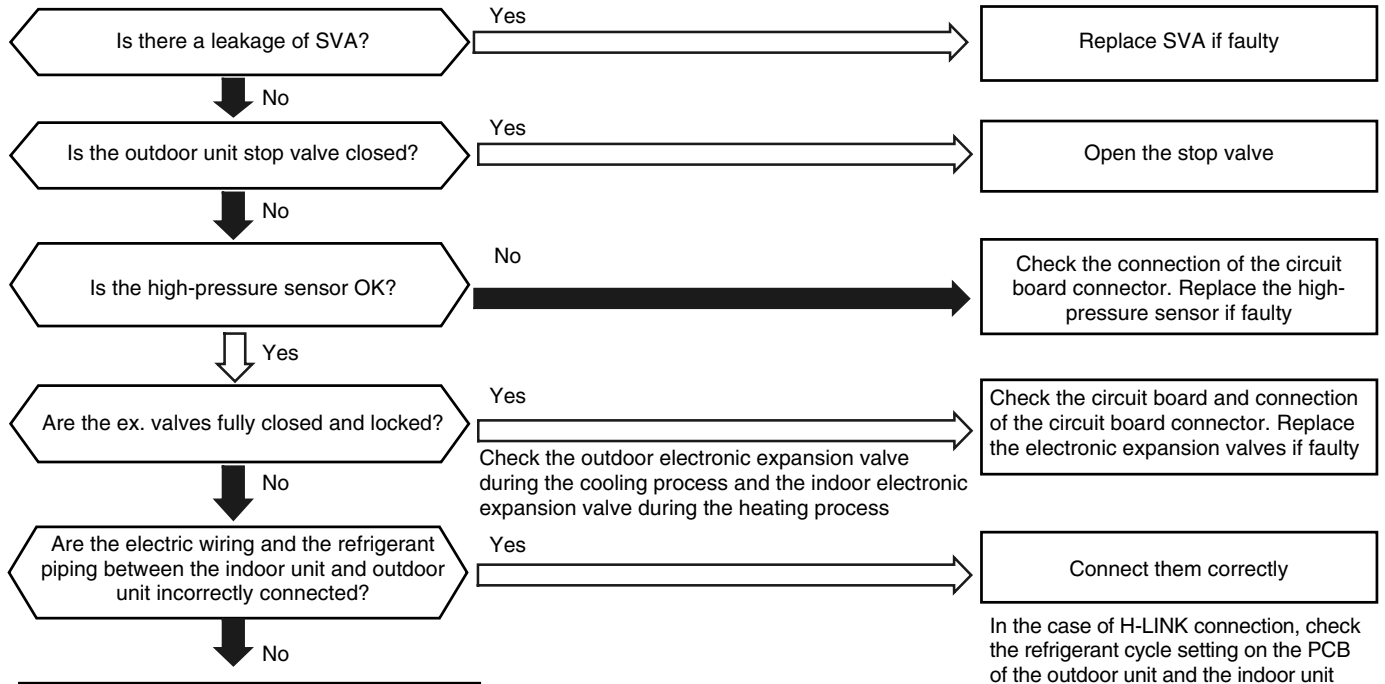 Is there a leakage of SVA?
Yes
Replace SVA if faulty
No
Is the outdoor unit stop valve closed?
Yes
Open the stop valve
No
Is the high-pressure sensor OK?
No
Check the connection of the circuit
board connector. Replace the high-
pressure sensor if faulty
Yes
Are the ex. valves fully closed and locked?
Yes
Check the circuit board and connection
of the circuit board connector. Replace
the electronic expansion valves if faulty
Check the outdoor electronic expansion valve
during the cooling process and the indoor electronic
expansion valve during the heating process
No
Are the electric wiring and the refrigerant
piping between the indoor unit and outdoor
unit incorrectly connected?
Yes
Connect them correctly
In the case of H-LINK connection, check
the refrigerant cycle setting on the PCB
of the outdoor unit and the indoor unit
No